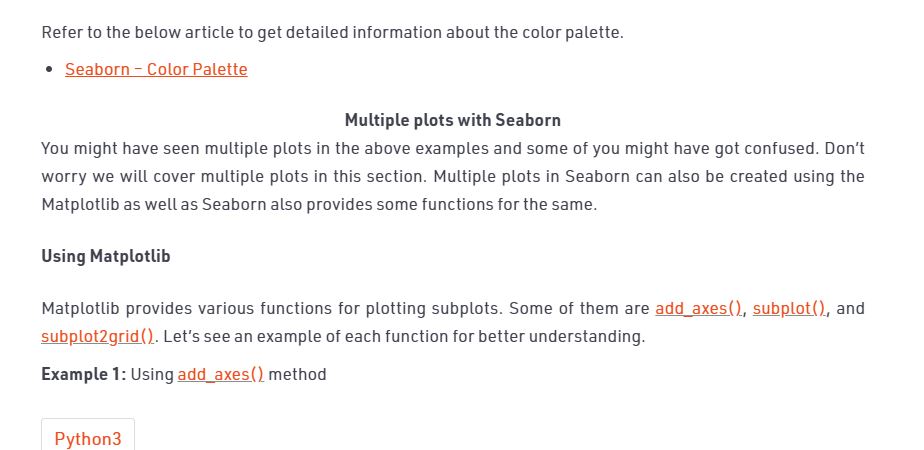 Refer to the below article to get detailed information about the color palette.
Seaborn – Color Palette
Multiple plots with Seaborn
You might have seen multiple plots in the above examples and some of you might have got confused. Don’t
worry we will cover multiple plots in this section. Multiple plots in Seaborn can also be created using the
Matplotlib as well as Seaborn also provides some functions for the same.
Using Matplotlib
Matplotlib provides various functions for plotting subplots. Some of them are add_axes(), subplot(), and
subplot2grid(). Let’s see an example of each function for better understanding.
Example 1: Using add_axes() method
Python3